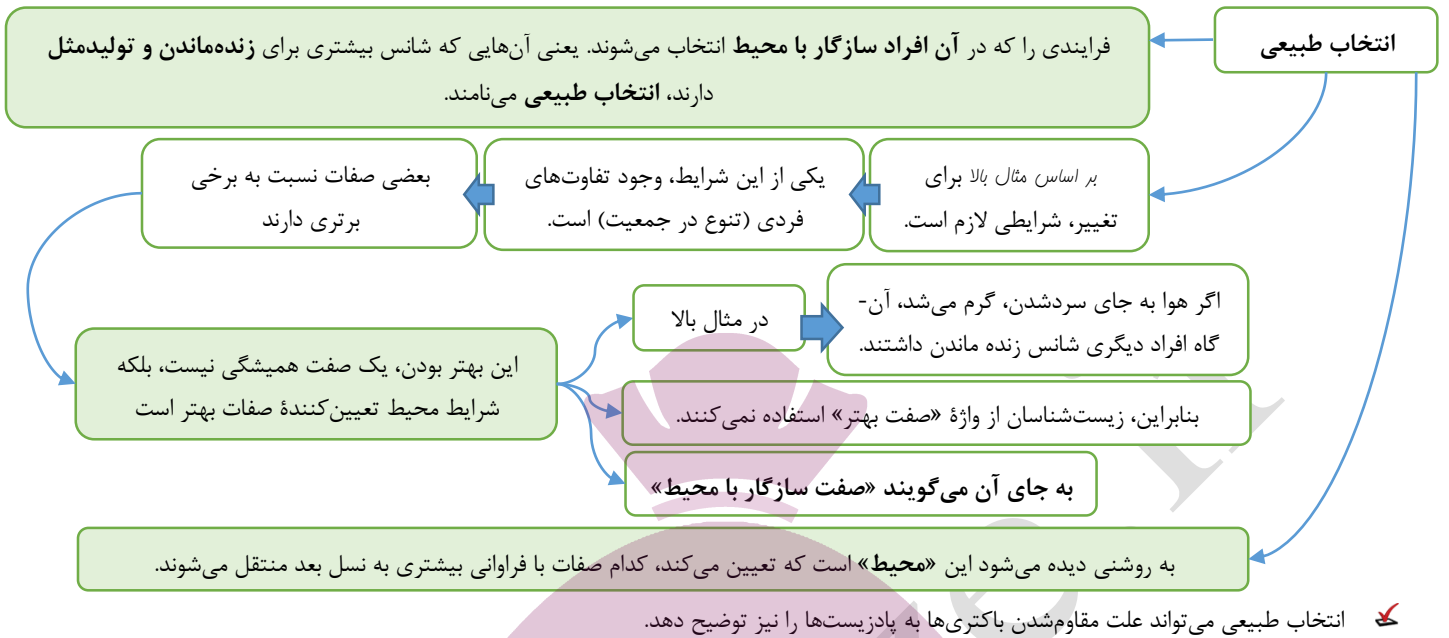 انتخاب طبیعی
فرایندی را که در آن افراد سازگار با محیط انتخاب می‌شوند. یعنی آن‌هایی که شانس بیشتری برای زنده‌ماندن و تولیدمثل
دارند، انتخاب طبیعی می‌نامند.
بر اساس مثال بالا برای
تغییر، شرایطی لازم است.
یکی از این شرایط، وجود تفاوت‌های
فردی (تنوع در جمعیت) است.
بعضی صفات نسبت به برخی
برتری دارند
این بهتر بودن، یک صفت همیشگی نیست، بلکه
شرایط محیط تعیین‌کنندۀ صفات بهتر است
در مثال بالا
اگر هوا به جای سردشدن، گرم می‌شد، آن-
گاه افراد دیگری شانس زنده ماندن داشتند.
بنابراین، زیست‌شناسان از واژۀ «صفت بهتر» استفاده نمی‌کنند.
به جای آن می‌گویند «صفت سازگار با محیط»
به روشنی دیده می‌شود این «محیط» است که تعیین می‌کند، کدام صفات با فراوانی بیشتری به نسل بعد منتقل می‌شوند.
انتخاب طبیعی می‌تواند علت مقاوم‌شدن باکتری‌ها به پادزیست‌ها را نیز توضیح دهد.